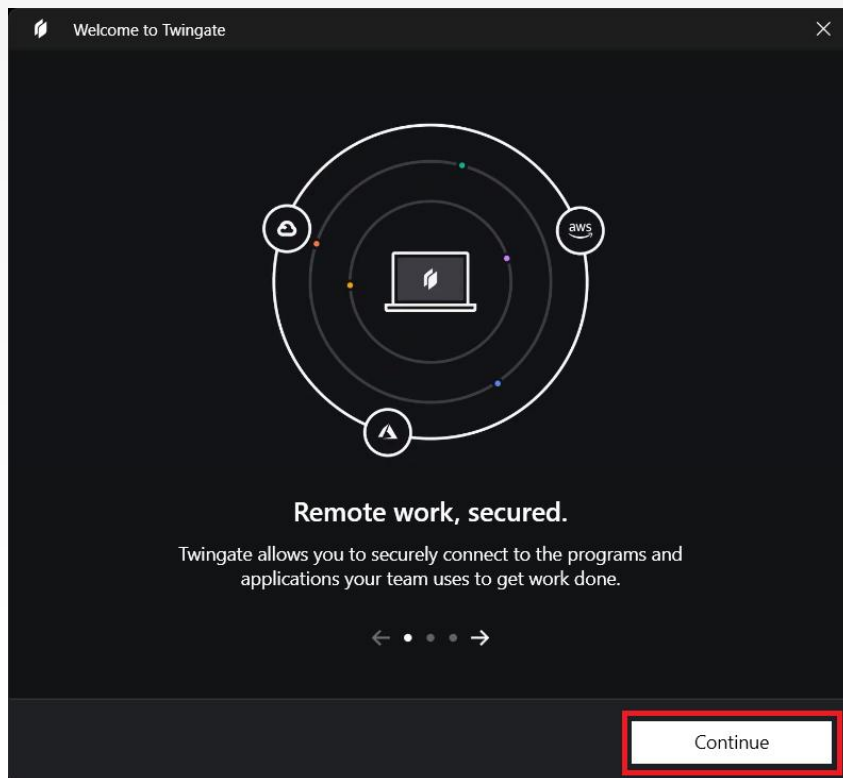 Welcome to Twingate
aws
Remote work, secured.
Twingate allows you to securely connect to the programs and
applications your team uses to get work done.
Continue